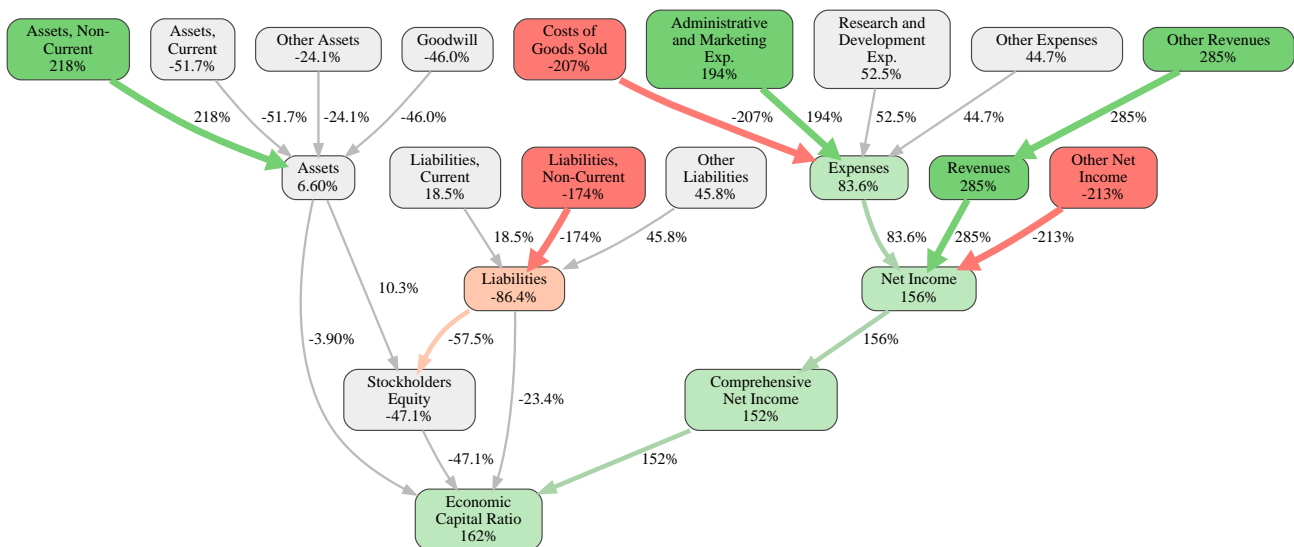 Assets, Non-
Current
218%
Assets,
Current
-51.7%
Other Assets
-24.1%
Goodwill
-46.0%
Costs of
Goods Sold
-207%
Administrative
and Marketing
Exp.
194%
Research and
Development
Exp.
52.5%
Other Expenses
44.7%
Other Revenues
285%
218%
-51.7%
-24.1%
-46.0%
-207%
194%
52.5%
44.7%
285%
Assets
6.60%
Liabilities,
Current
18.5%
Liabilities,
Non-Current
-174%
Other
Liabilities
45.8%
Expenses
83.6%
Revenues
285%
Other Net
Income
-213%
18.5%
-174%
45.8%
83.6%
285%
-213%
Liabilities
-86.4%
Net Income
156%
10.3%
-3.90%
-57.5%
-23.4%
156%
Stockholders
Equity
-47.1%
Comprehensive
Net Income
152%
-47.1%
152%
Economic
Capital Ratio
162%